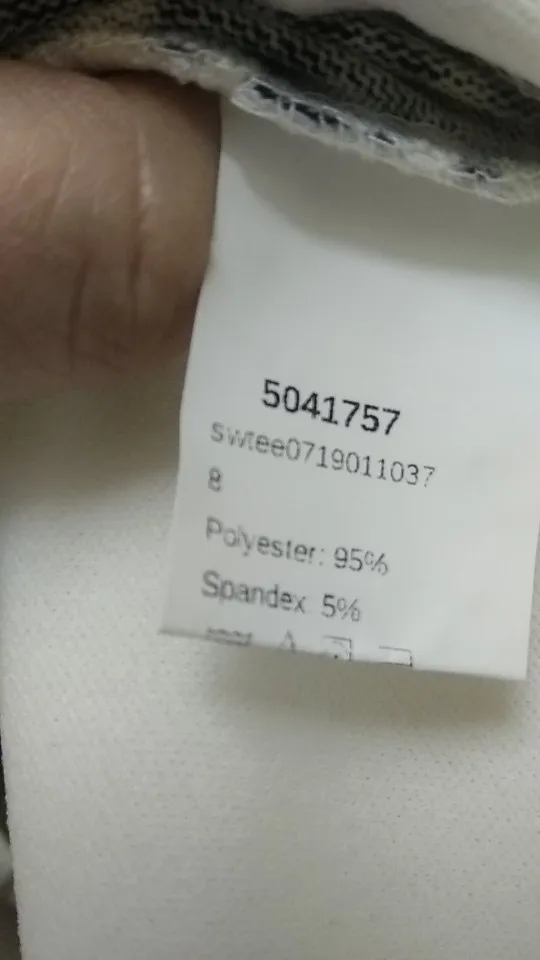 5041757
swtee0719011037
8
Polyester: 95%
Spandex: 5%